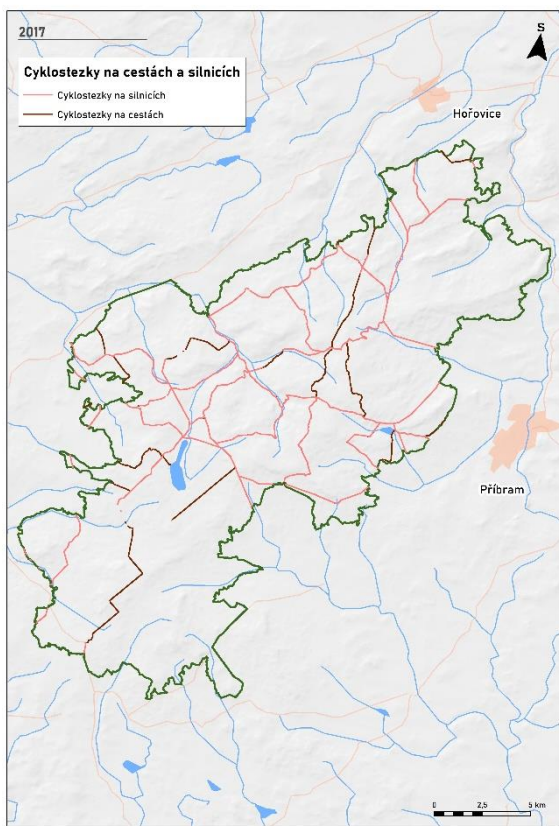 2017
S
Cyklostezky na cestách a silnicích
Cyklostezky na silnicích
Cyklostezky na cestách
Hořovice
Příbram
0 2,5 5 km